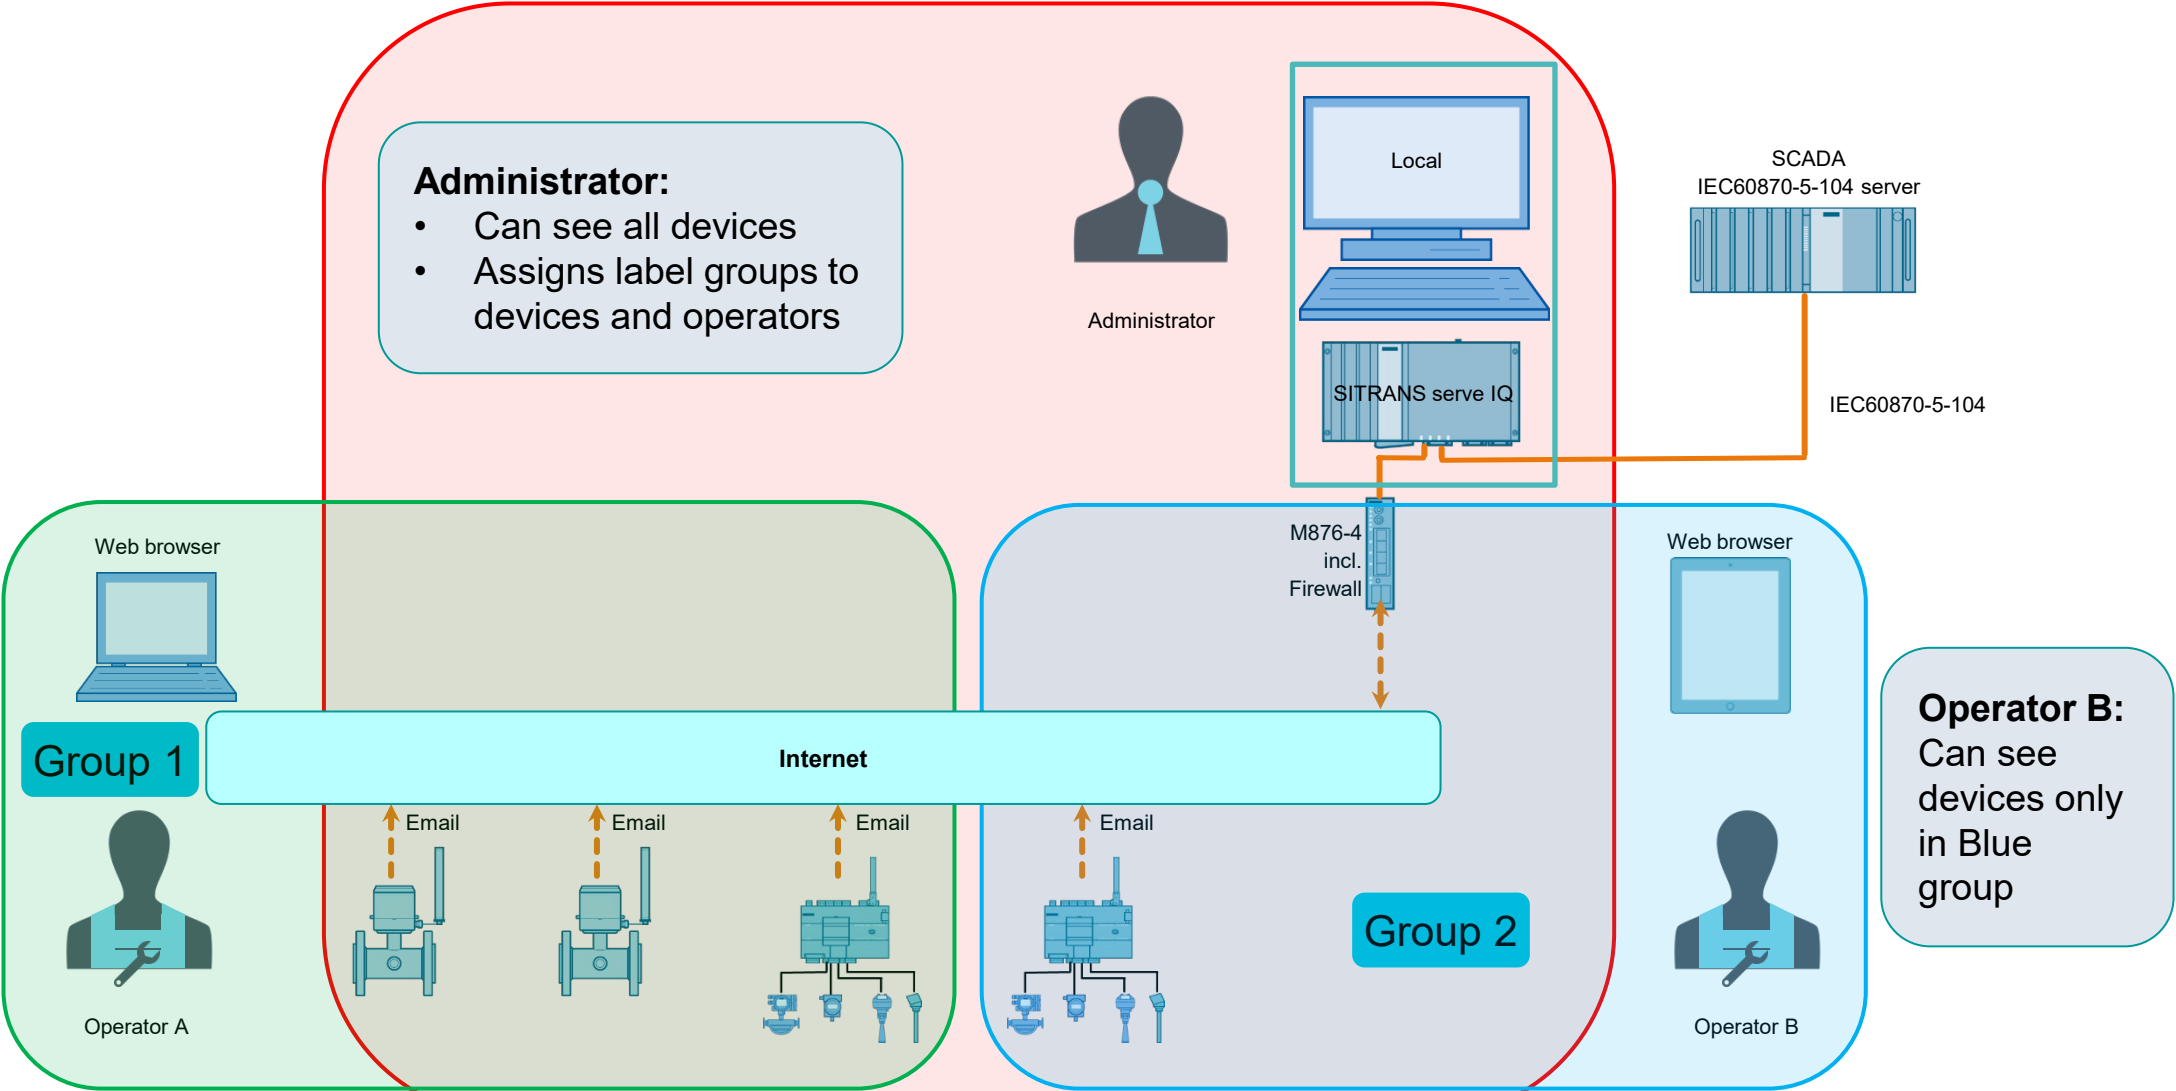 Administrator:
• Can see all devices
• Assigns label groups to
devices and operators
Administrator
Local
SITRANS serve IQ
SCADA
IEC60870-5-104 server
IEC60870-5-104
M876-4
incl.
Firewall
Web browser
Web browser
Group 1
Internet
Email
Email
Email
Email
Operator A
Group 2
Operator B
Operator B:
Can see
devices only
in Blue
group